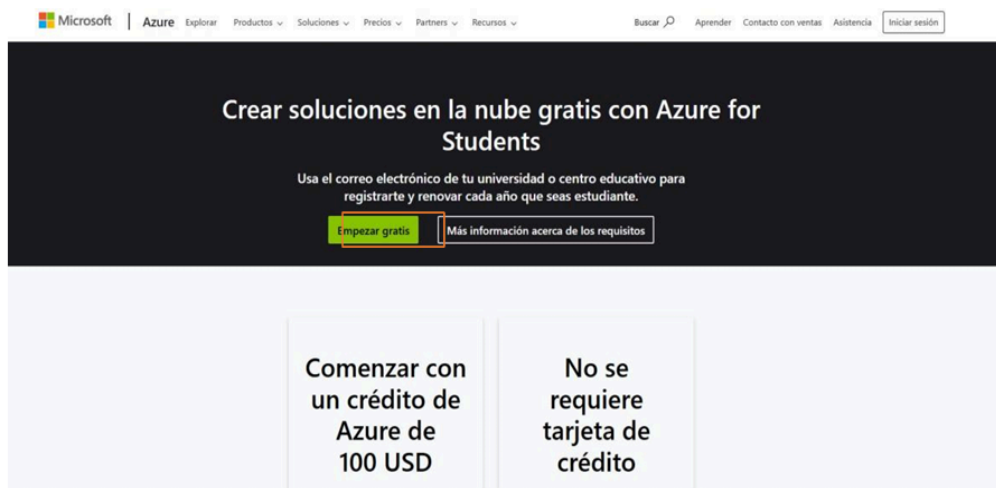 Microsoft Azure Explorar Productos Soluciones Precios Partners Recursos Buscar Aprender Contacto con ventas Asistencia Iniciar sesión
Crear soluciones en la nube gratis con Azure for
Students
Usa el correo electrónico de tu universidad o centro educativo para
registrarte y renovar cada año que seas estudiante.
Empezar gratis Más información acerca de los requisitos
Comenzar con
un crédito de
Azure de
100 USD
No se
requiere
tarjeta de
crédito